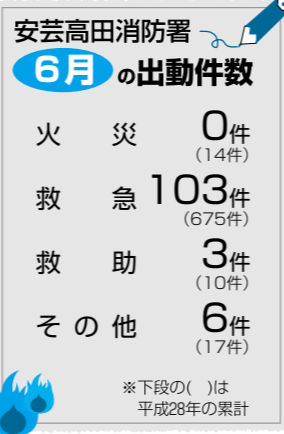 安芸高田消防署
6月の出動件数
火災 0件
(14件)
救急 103件
(675件)
救助 3件
(10件)
その他 6件
(17件)
※下段の( )は
平成28年の累計